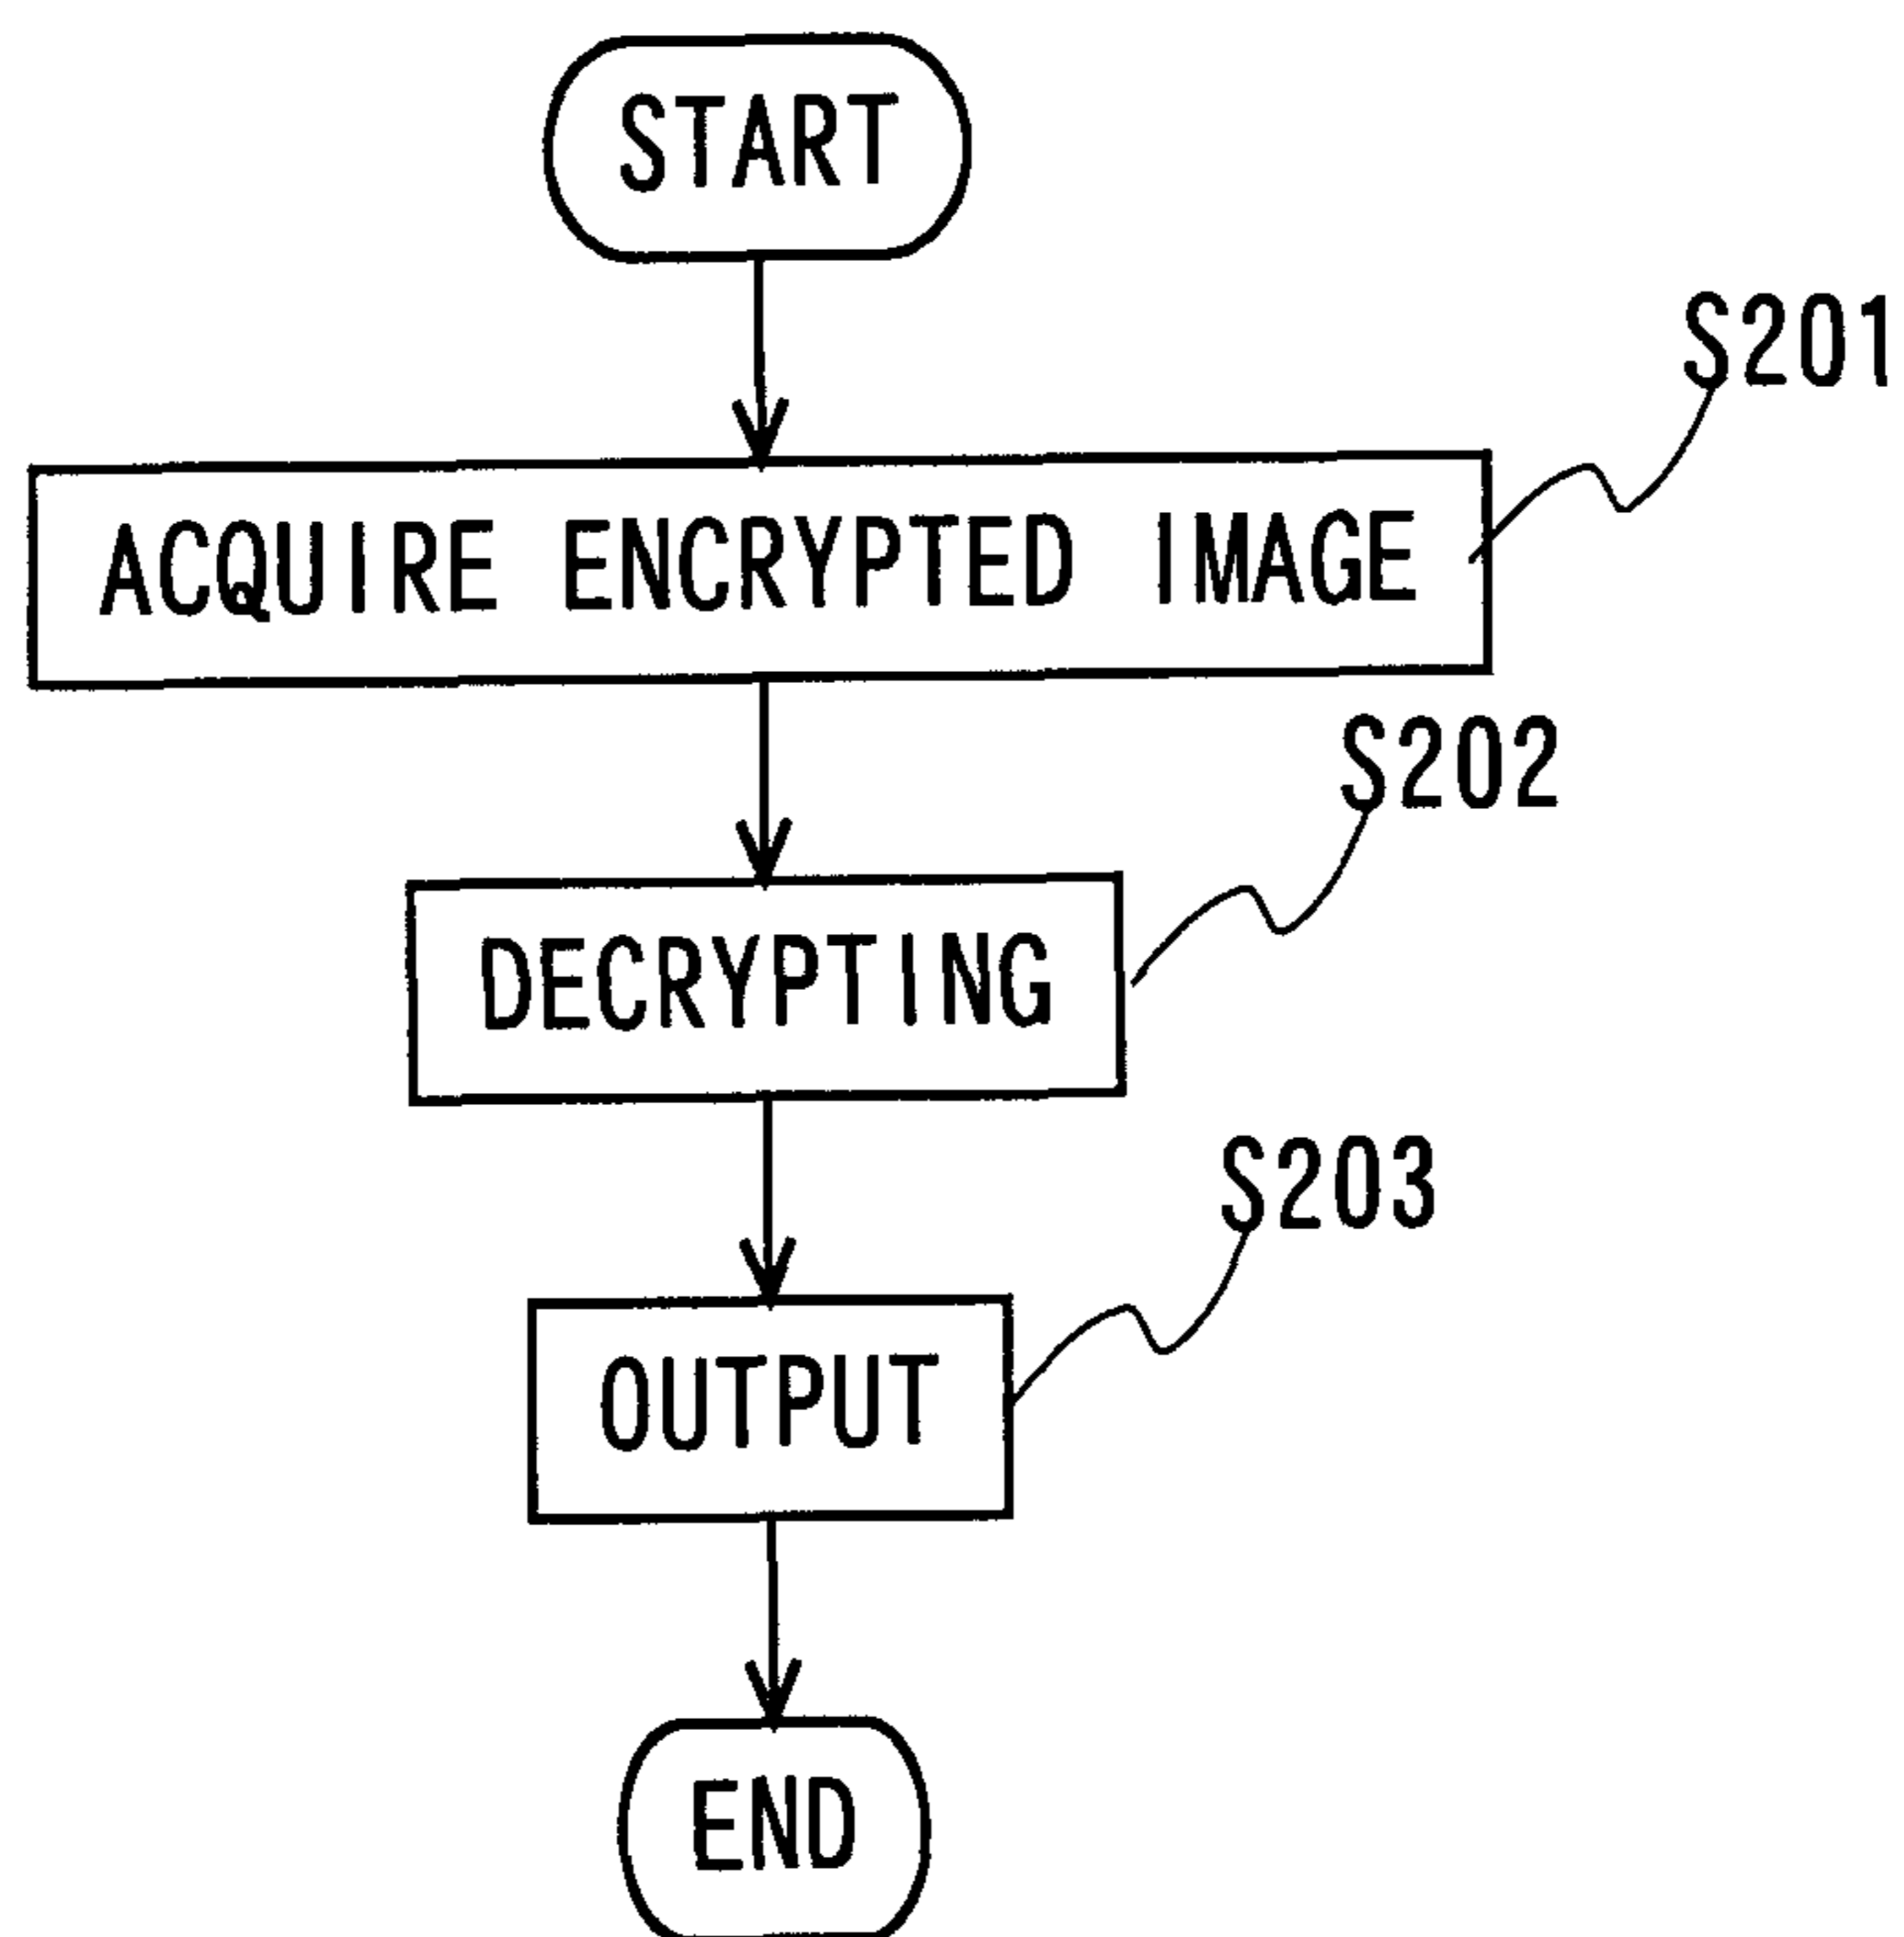 START
S201
ACQUIRE ENCRYPTED IMAGE
S202
DECRYPTING
S203
OUTPUT
END